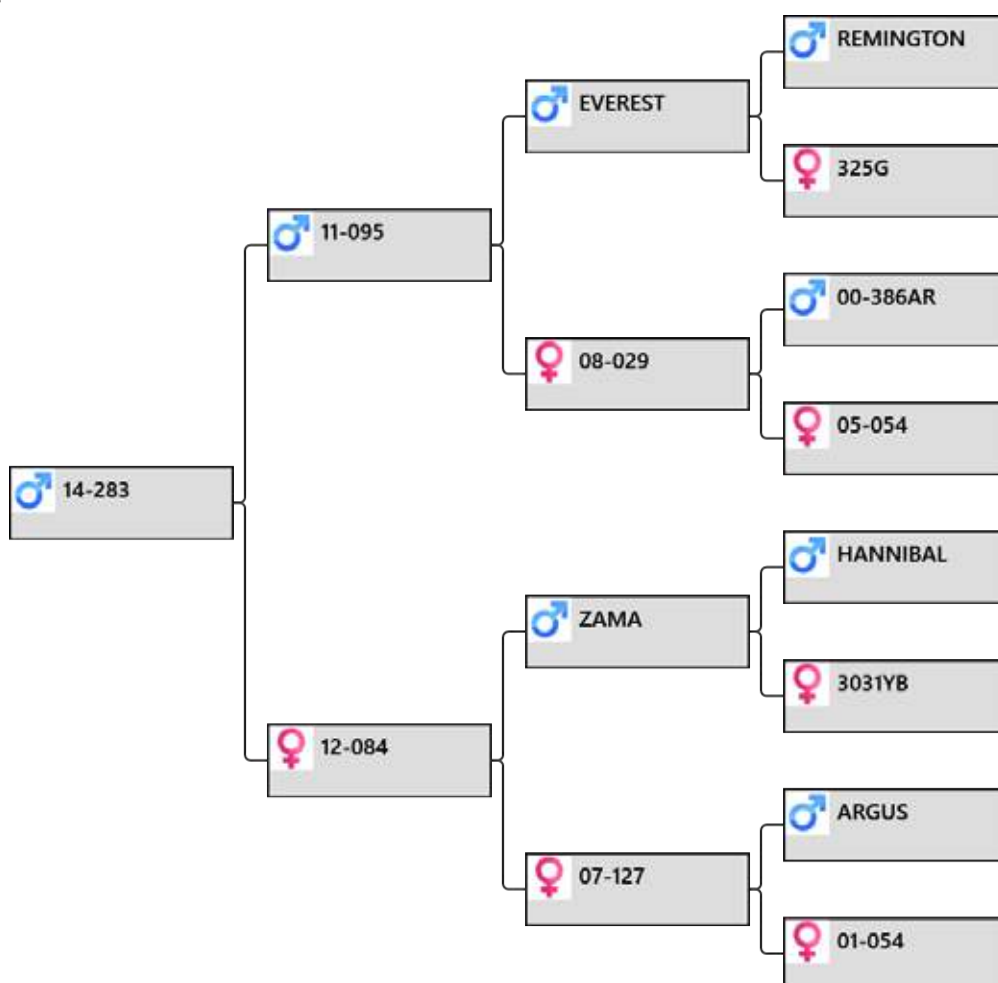 REMINGTON
EVEREST
325G
11-095
00-386AR
08-029
05-054
14-283
HANNIBAL
ZAMA
3031YB
12-084
ARGUS
07-127
01-054